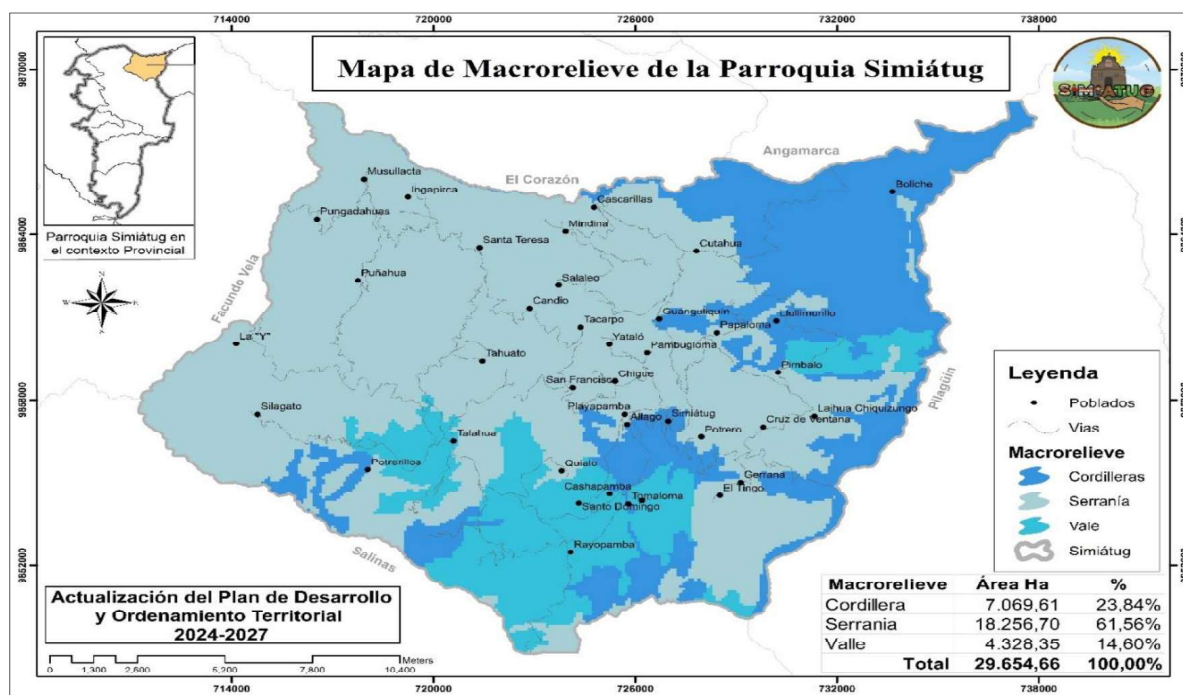 714000 720000 726000 732000 738000
9870000
9864000
9858000
9852000
Mapa de Macrorelieve de la Parroquia Simiátug
SIMIATUG
Parroquia Simiátug en
el contexto Provincial
N
W E
S
Angamarca
El Corazón
Facundo Vela
Pilagüin
Salinas
Boliche
Musullacta
Ingapirca
Cascarillas
Pungadahuas
Mindina
Santa Teresa
Cutahua
Puñahua
Salaleo
Candio
Guanguliquin
Llullimurillo
Tacarpo
Papaloma
La "Y"
Yataló
Pambugloma
Tahuato
Pimbalo
San Francisco
Chigue
Silagato
Playapamba
Allago
Simiátug
Laihua Chiquizungo
Cruz de Ventana
Potrero
Talahua
Potrerillos
Quialo
Gerrana
Cashapamba
Tomaloma
El Tingo
Santo Domingo
Rayopamba
Leyenda
Poblados
Vias
Macrorelieve
Cordilleras
Serranía
Vale
Simiátug
Actualización del Plan de Desarrollo
y Ordenamiento Territorial
2024-2027
Meters
0 1,300 2,600 5,200 7,800 10,400
Macrorelieve Área Ha %
Cordillera 7.069,61 23,84%
Serrania 18.256,70 61,56%
Valle 4.328,35 14,60%
Total 29.654,66 100,00%
714000 720000 726000 732000 738000